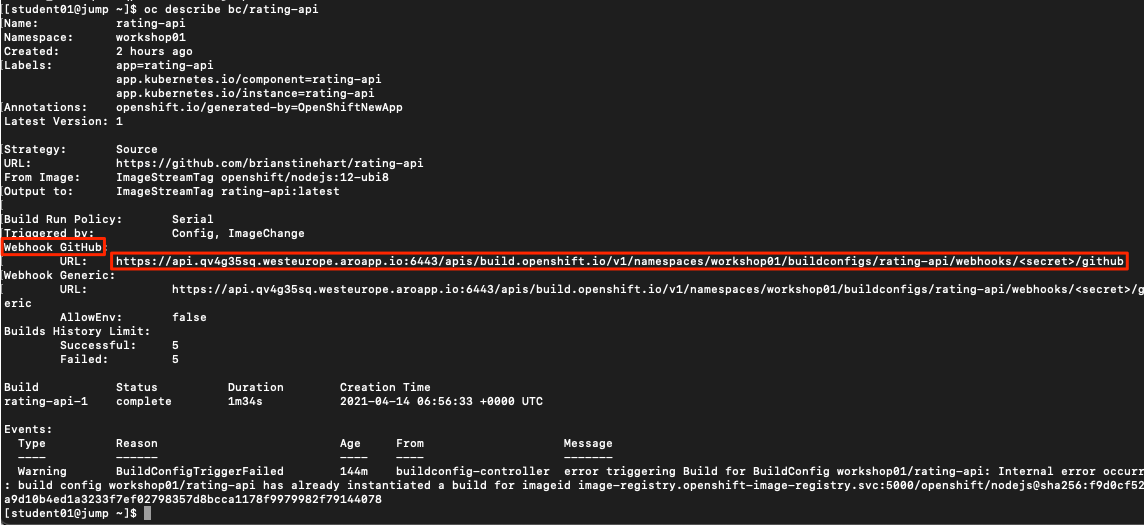 [[student01@jump ~]$ oc describe bc/rating-api
[Name: rating-api
Namespace: workshop01
Created: 2 hours ago
[Labels: app=rating-api
app.kubernetes.io/component=rating-api
app.kubernetes.io/instance=rating-api
[Annotations: openshift.io/generated-by=OpenShiftNewApp
Latest Version: 1
[Strategy: Source
URL: https://github.com/brianstinehart/rating-api
From Image: ImageStreamTag openshift/nodejs:12-ubi8
[Output to: ImageStreamTag rating-api:latest
[
[Build Run Policy: Serial
[Triggered by: Config, ImageChange
Webhook GitHub:
URL: https://api.qv4g35sq.westeurope.aroapp.io:6443/apis/build.openshift.io/v1/namespaces/workshop01/buildconfigs/rating-api/webhooks/<secret>/github
[Webhook Generic:
[ URL: https://api.qv4g35sq.westeurope.aroapp.io:6443/apis/build.openshift.io/v1/namespaces/workshop01/buildconfigs/rating-api/webhooks/<secret>/g
eric
AllowEnv: false
Builds History Limit:
Successful: 5
Failed: 5
Build Status Duration Creation Time
rating-api-1 complete 1m34s 2021-04-14 06:56:33 +0000 UTC
Events:
Type Reason Age From Message
---- ------ ---- ---- -------
Warning BuildConfigTriggerFailed 144m buildconfig-controller error triggering Build for BuildConfig workshop01/rating-api: Internal error occurr
: build config workshop01/rating-api has already instantiated a build for imageid image-registry.openshift-image-registry.svc:5000/openshift/nodejs@sha256:f9d0cf52
a9d10b4ed1a3233f7ef02798357d8bcca1178f9979982f79144078
[student01@jump ~]$